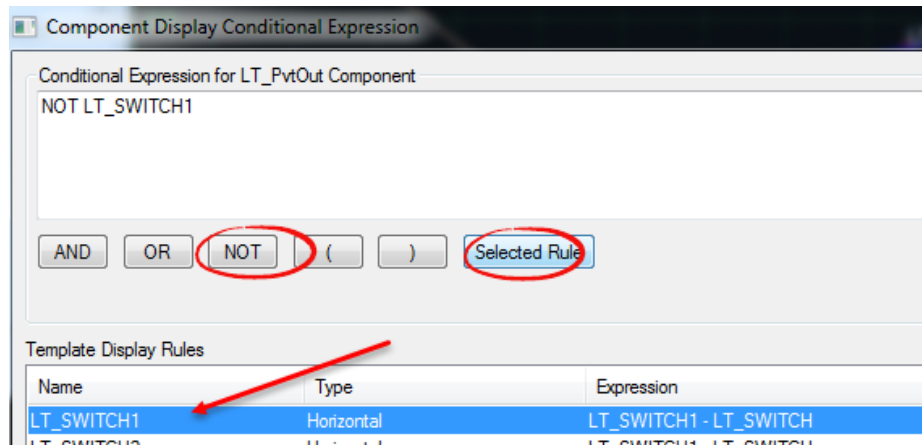 Component Display Conditional Expression
Conditional Expression for LT_PvtOut Component
NOT LT_SWITCH1
AND OR NOT ( ) Selected Rule
Template Display Rules
Name Type Expression
LT_SWITCH1 Horizontal LT_SWITCH1 - LT_SWITCH